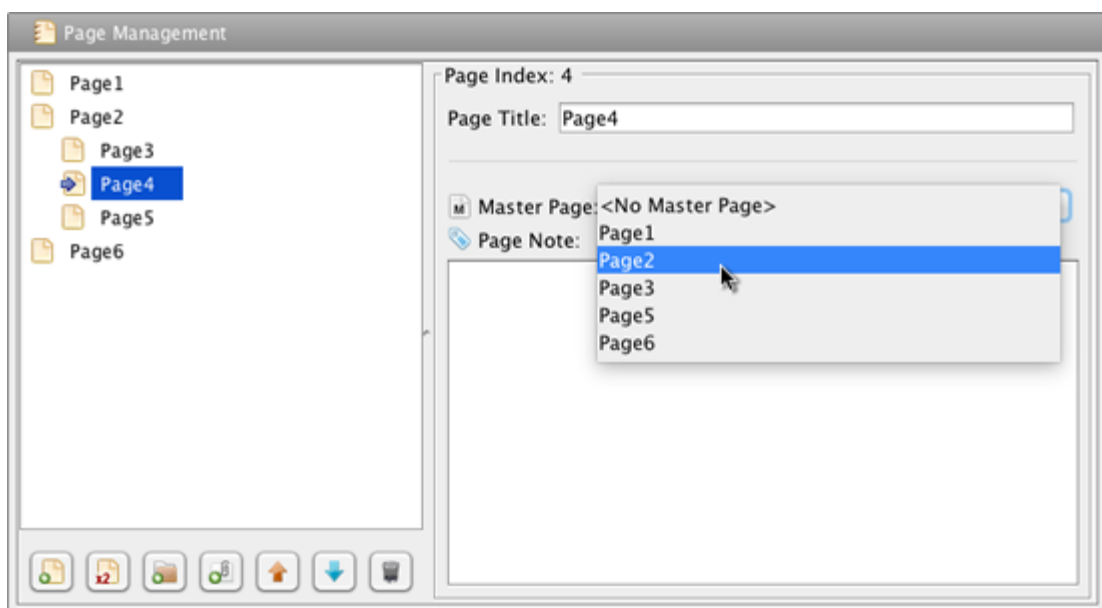 Page Management
Page1
Page2
Page3
Page4
Page5
Page6
Page Index: 4
Page Title: Page4
Master Page:
<No Master Page>
Page1
Page2
Page3
Page5
Page6
Page Note:
x2
M